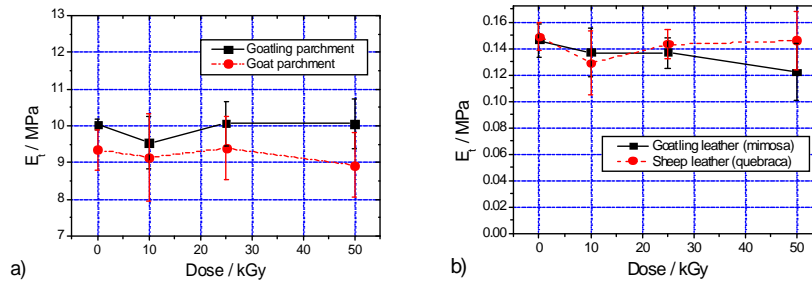 13
12
11
10
9
8
7
E_t / MPa
Goatling parchment
Goat parchment
0 10 20 30 40 50
Dose / kGy
a)
0.16
0.14
0.12
0.10
0.08
0.06
0.04
0.02
0.00
E_t / MPa
Goatling leather (mimosa)
Sheep leather (quebraca)
0 10 20 30 40 50
Dose / kGy
b)